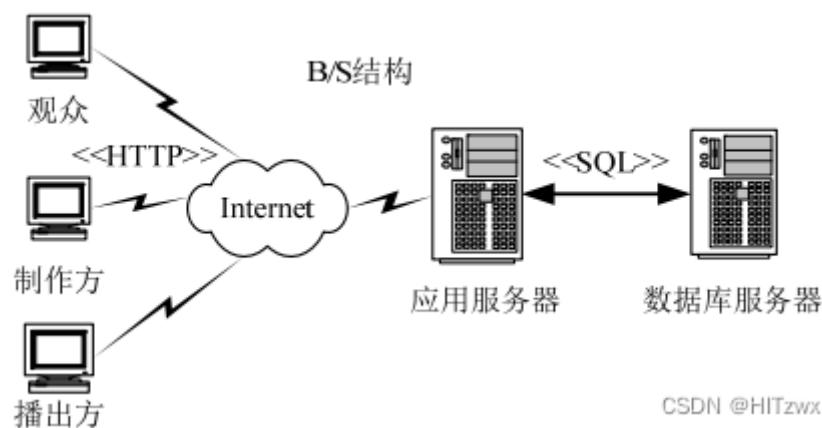 B/S结构
观众
<<HTTP>>
<<SQL>>
Internet
制作方
应用服务器
数据库服务器
播出方
CSDN @HITzwx